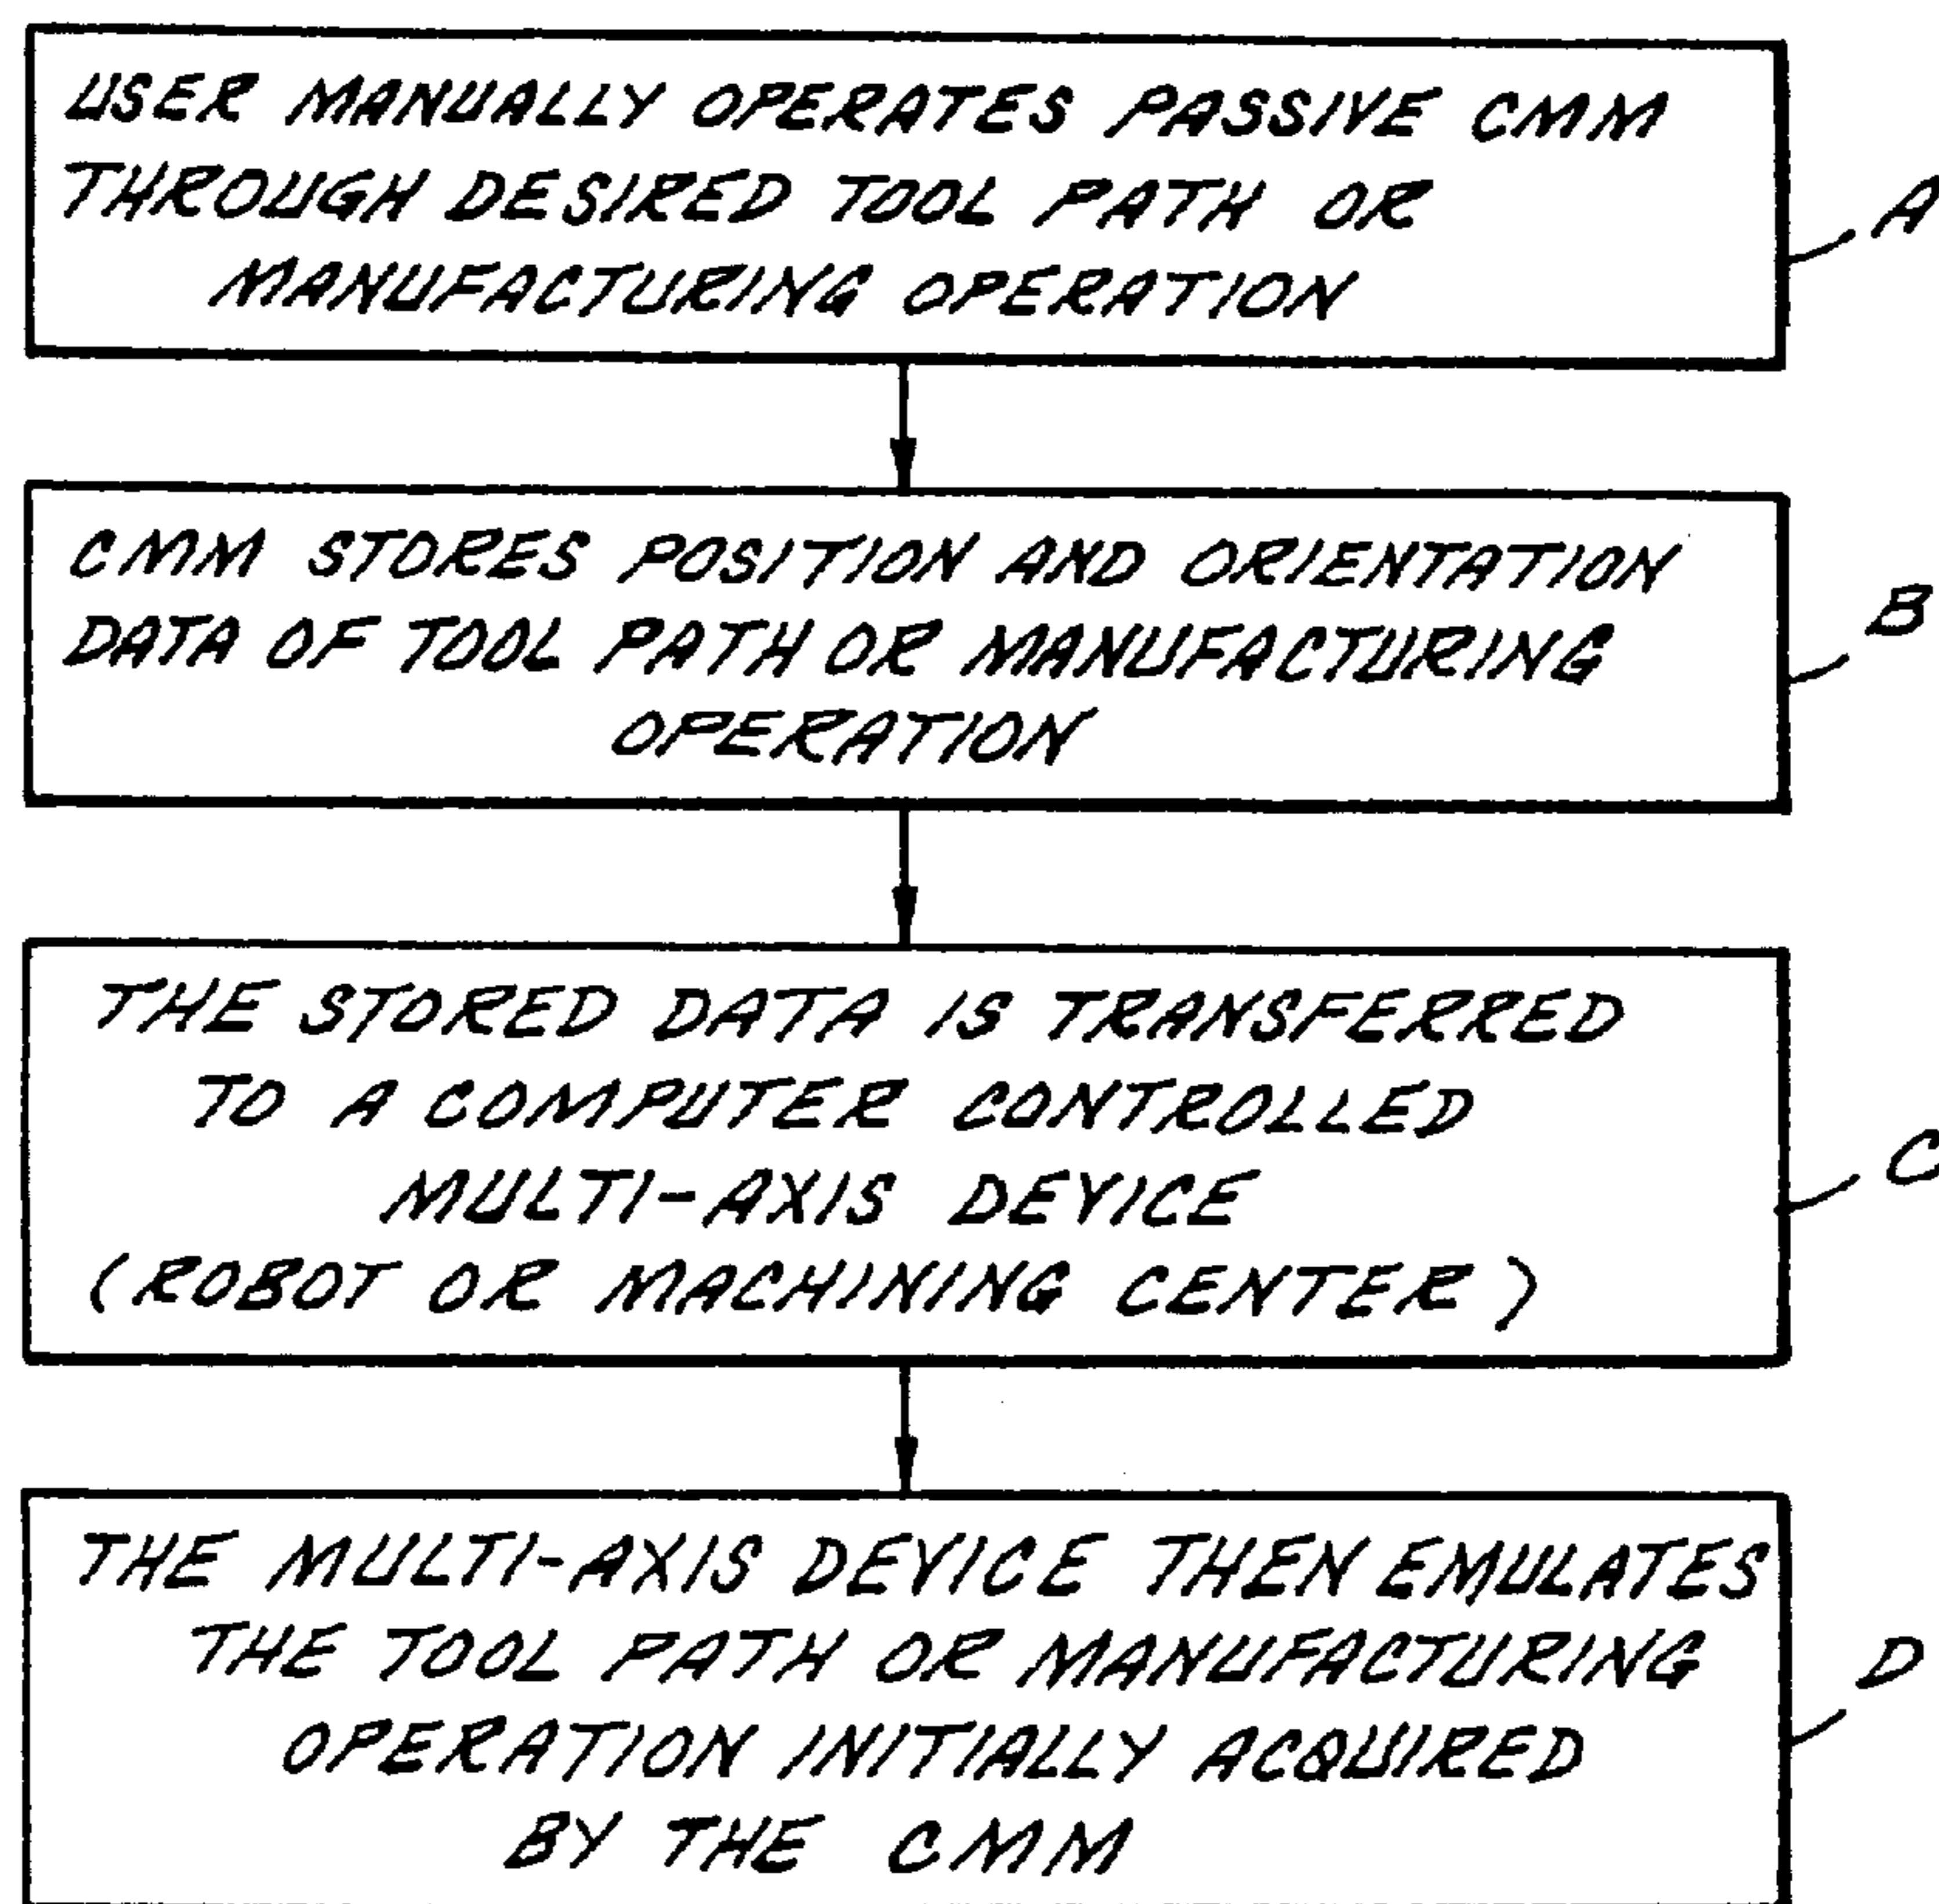 USER MANUALLY OPERATES PASSIVE CMM
THROUGH DESIRED TOOL PATH OR
MANUFACTURING OPERATION
A
CMM STORES POSITION AND ORIENTATION
DATA OF TOOL PATH OR MANUFACTURING
OPERATION
B
THE STORED DATA IS TRANSFERRED
TO A COMPUTER CONTROLLED
MULTI-AXIS DEVICE
(ROBOT OR MACHINING CENTER)
C
THE MULTI-AXIS DEVICE THEN EMULATES
THE TOOL PATH OR MANUFACTURING
OPERATION INITIALLY ACQUIRED
BY THE CMM
D